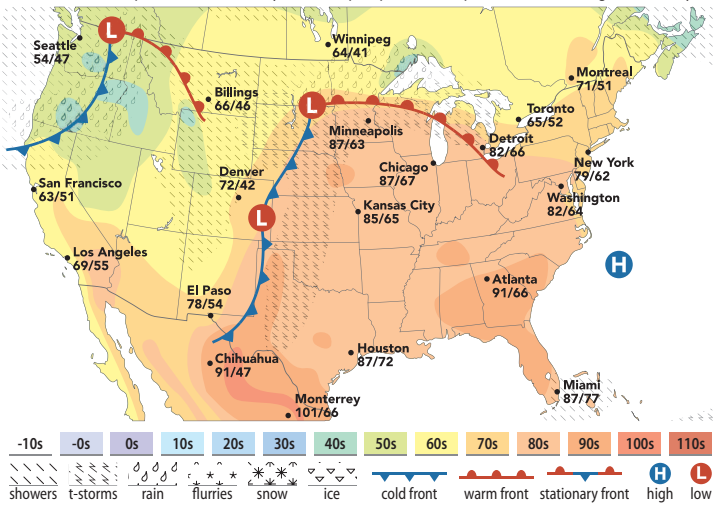 L
Seattle
54/47
Winnipeg
64/41
Billings
66/46
Montreal
71/51
L
Minneapolis
87/63
Toronto
65/52
Detroit
82/66
Chicago
87/67
New York
79/62
San Francisco
63/51
Denver
72/42
Kansas City
85/65
Washington
82/64
L
Los Angeles
69/55
H
El Paso
78/54
Atlanta
91/66
Chihuahua
91/47
Houston
87/72
Monterrey
101/66
Miami
87/77
-10s -0s 0s 10s 20s 30s 40s 50s 60s 70s 80s 90s 100s 110s
H L
showers t-storms rain flurries snow ice cold front warm front stationary front high low